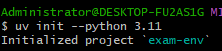 Administrator@DESKTOP-FU2AS1G MI
$ uv init --python 3.11
Initialized project `exam-env`